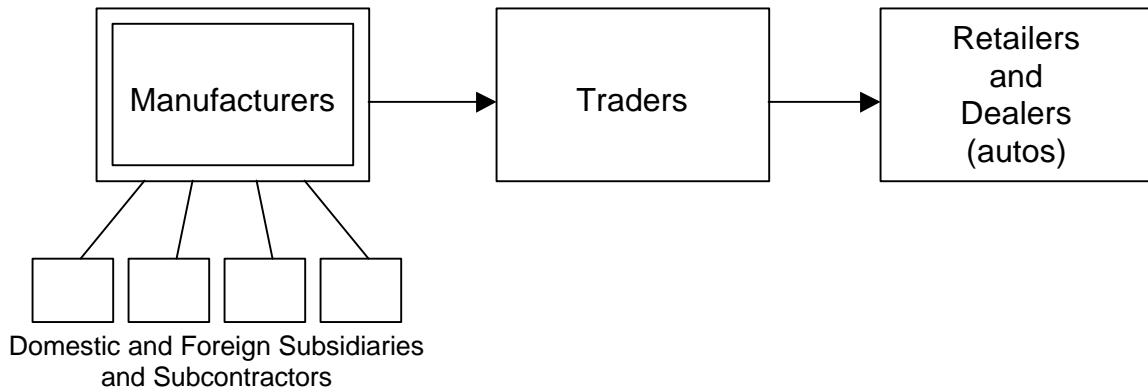 Manufacturers
Traders
Retailers
and
Dealers
(autos)
Domestic and Foreign Subsidiaries
and Subcontractors